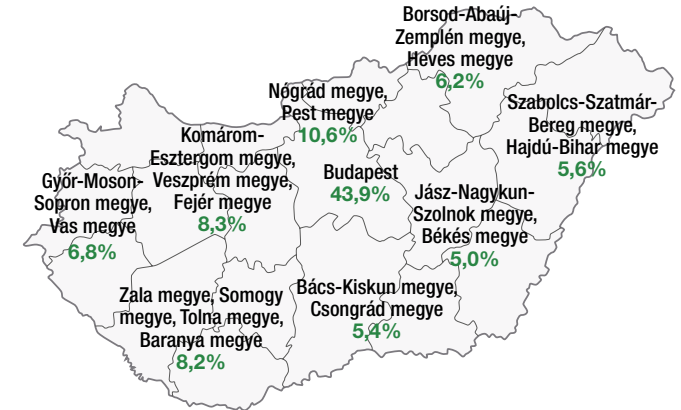 Borsod-Abaúj-
Zemplén megye,
Heves megye
6,2%
Nógrád megye,
Pest megye
10,6%
Szabolcs-Szatmár-
Bereg megye,
Hajdú-Bihar megye
5,6%
Komárom-
Esztergom megye,
Veszprém megye,
Fejér megye
8,3%
Budapest
43,9%
Győr-Moson-
Sopron megye,
Vas megye
6,8%
Jász-Nagykun-
Szolnok megye,
Békés megye
5,0%
Zala megye, Somogy
megye, Tolna megye,
Baranya megye
8,2%
Bács-Kiskun megye,
Csongrád megye
5,4%